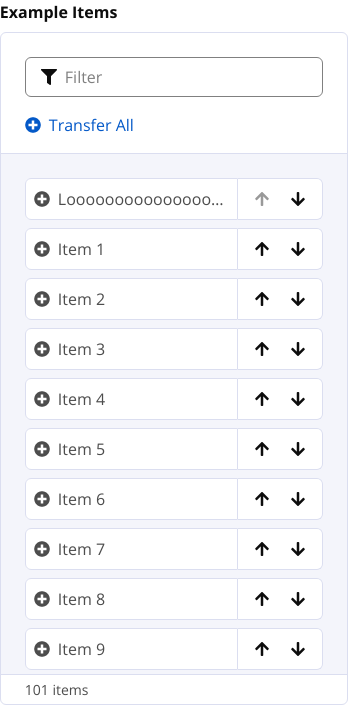 Example Items
Filter
Transfer All
Looooooooooooooo...
Item 1
Item 2
Item 3
Item 4
Item 5
Item 6
Item 7
Item 8
Item 9
101 items